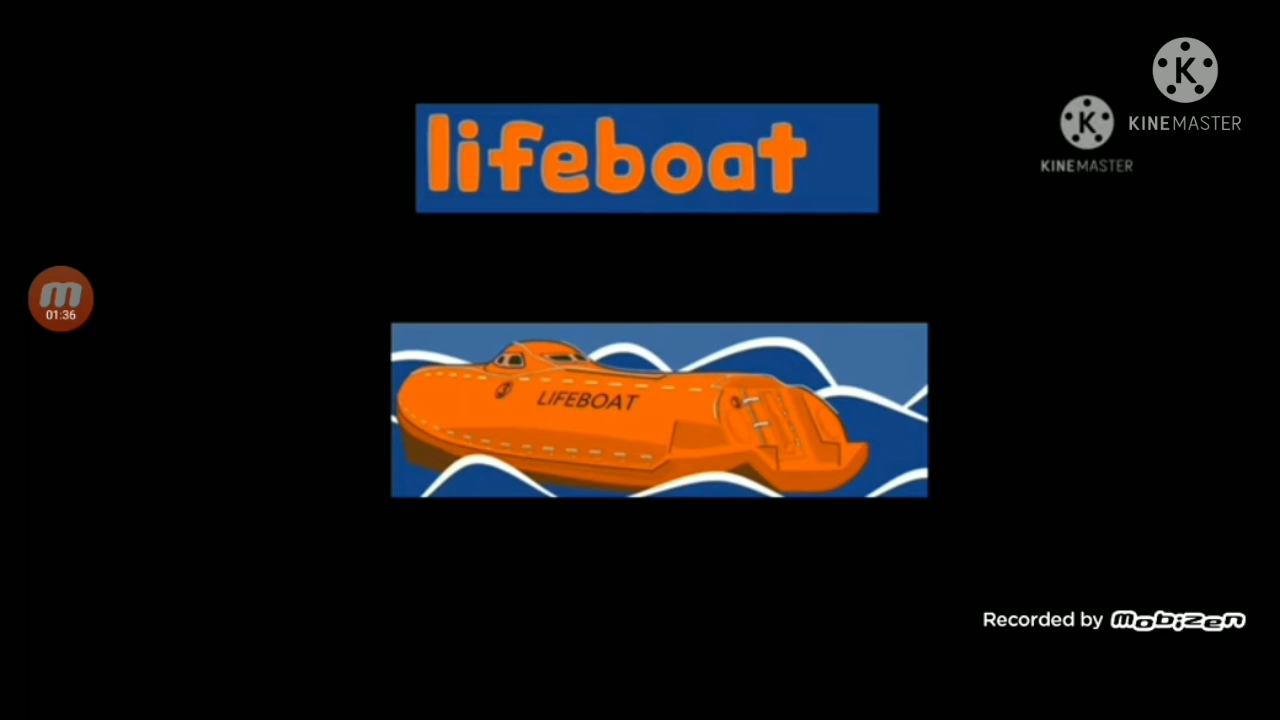 lifeboat
K
KINEMASTER
K
KINEMASTER
m
01:36
LIFEBOAT
Recorded by mobizen